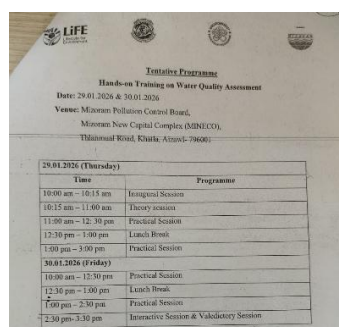 LiFE
Tentative Programme
Hands-on Training on Water Quality Assessment
Date: 29.01.2026 & 30.01.2026
Venue: Mizoram Pollution Control Board,
Mizoram New Capital Complex (MINECO),
Thlanmual Road, Khatla, Aizawl- 796001
29.01.2026 (Thursday)
Time Programme
10:00 am – 10:15 am Inaugural Session
10:15 am – 11:00 am Theory session
11:00 am – 12: 30 pm Practical Session
12:30 pm – 1:00 pm Lunch Break
1:00 pm – 3:00 pm Practical Session
30.01.2026 (Friday)
10:00 am – 12:30 pm Practical Session
12:30 pm – 1:00 pm Lunch Break
1:00 pm – 2:30 pm Practical Session
2:30 pm- 3:30 pm Interactive Session & Valedictory Session